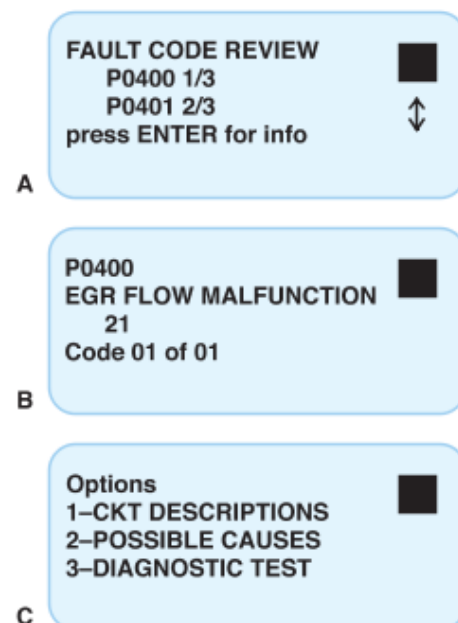 FAULT CODE REVIEW
P0400 1/3
P0401 2/3
press ENTER for info
A
P0400
EGR FLOW MALFUNCTION
21
Code 01 of 01
B
Options
1–CKT DESCRIPTIONS
2–POSSIBLE CAUSES
3–DIAGNOSTIC TEST
C